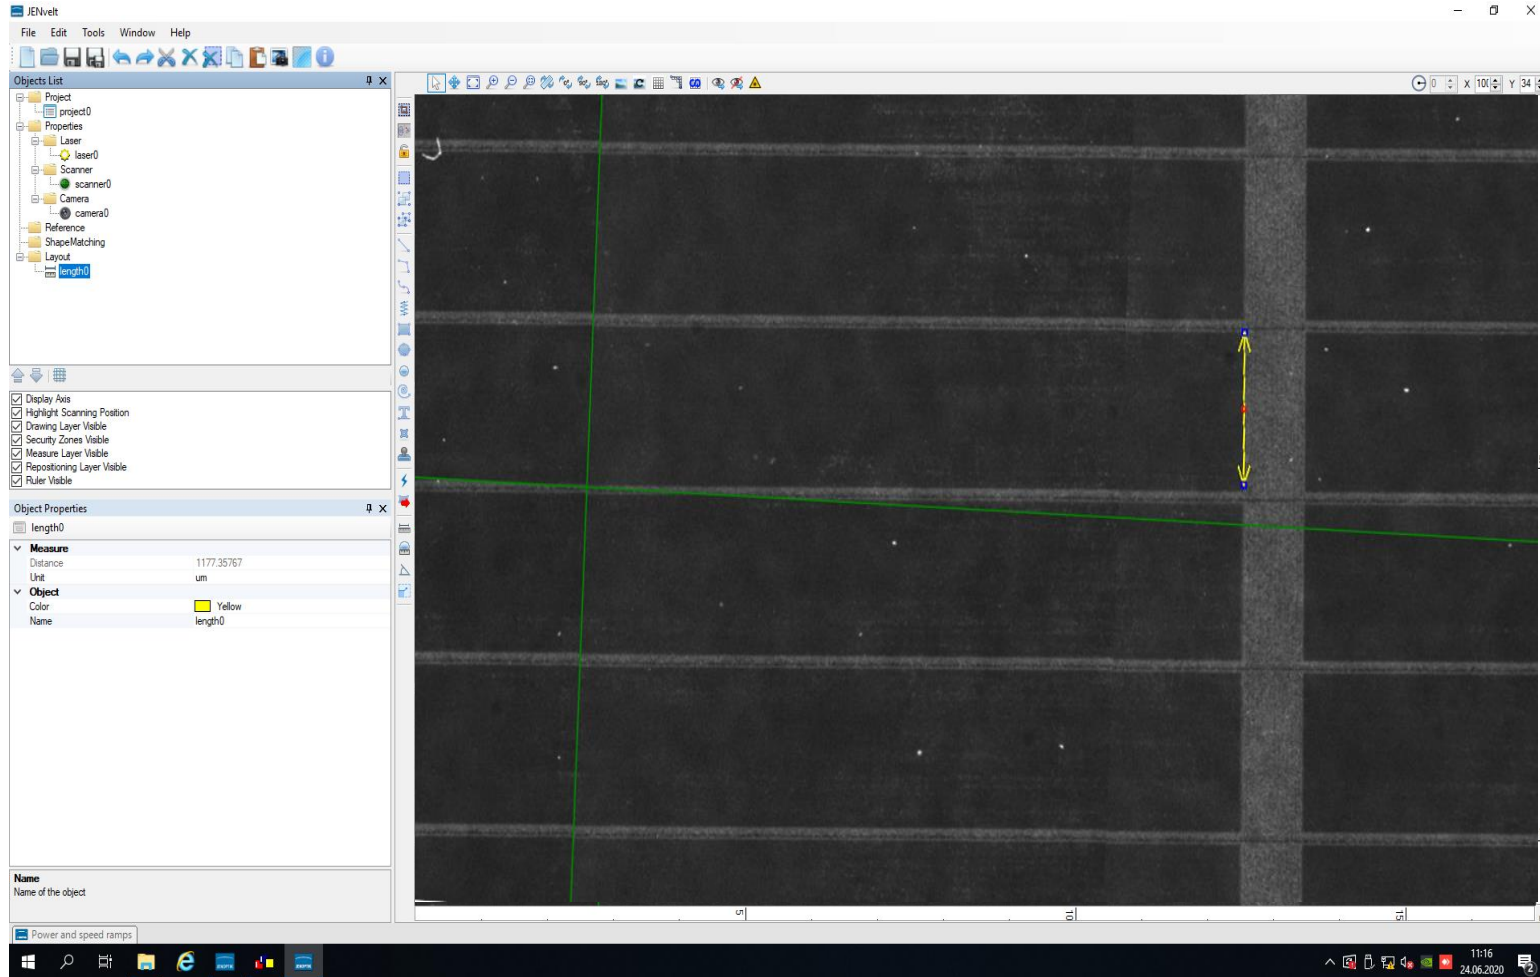 JENvelt
File Edit Tools Window Help
Objects List
Project
project0
Properties
Laser
laser0
Scanner
scanner0
Camera
camera0
Reference
ShapeMatching
Layout
length0
Display Axis
Highlight Scanning Position
Drawing Layer Visible
Security Zones Visible
Measure Layer Visible
Repositioning Layer Visible
Ruler Visible
Object Properties
length0
Measure
Distance 1177.35767
Unit um
Object
Color Yellow
Name length0
Name
Name of the object
0 X Y 34
5 10 15
Power and speed ramps
11:16
24.06.2020
2